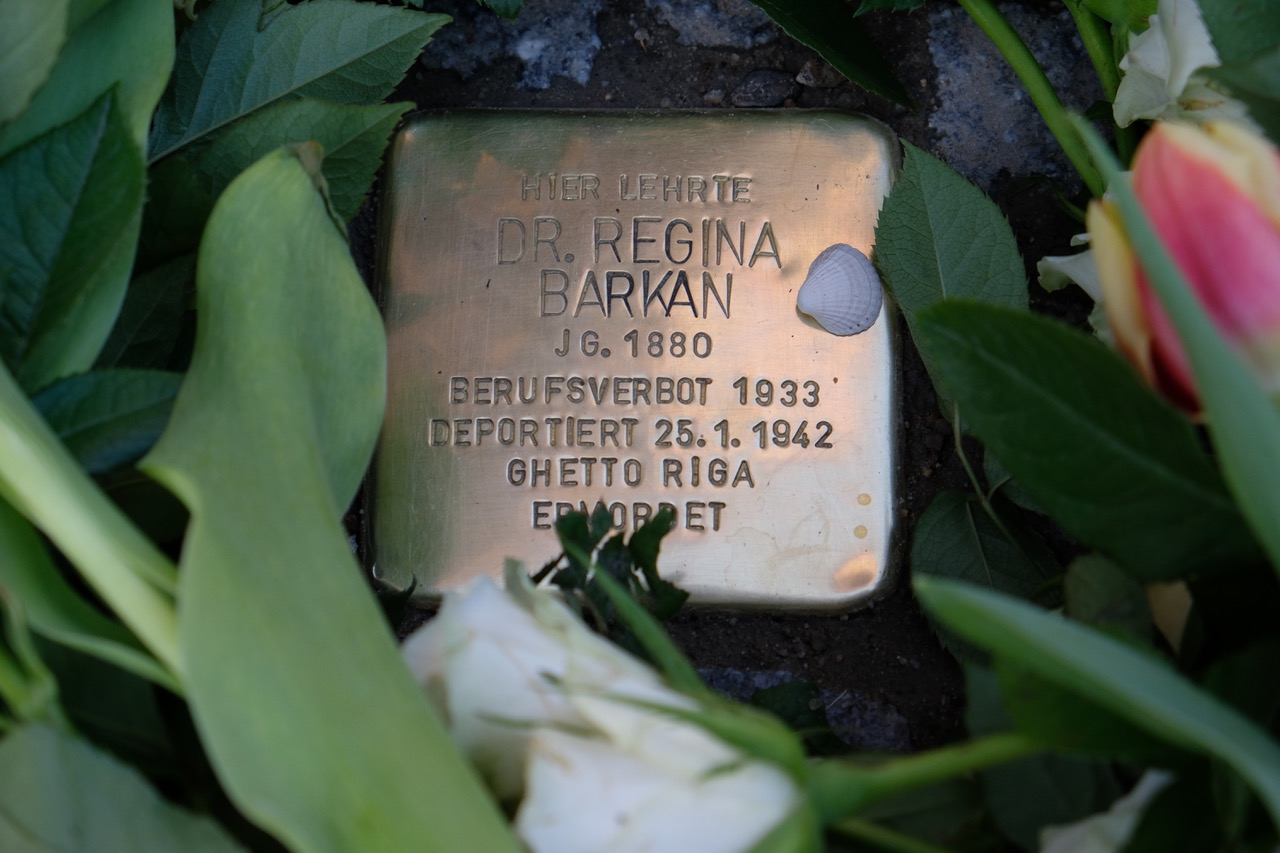 HIER LEHRTE
DR. REGINA
BARKAN
JG. 1880
BERUFSVERBOT 1933
DEPORTIERT 25.1.1942
GHETTO RIGA
ERMORDET